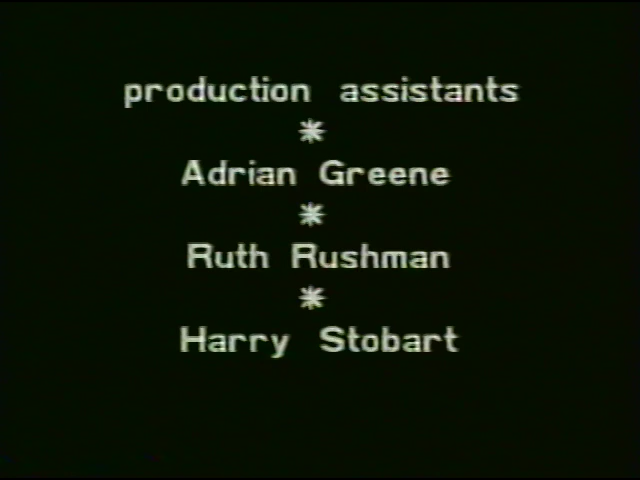 production assistants
*
Adrian Greene
*
Ruth Rushman
*
Harry Stobart